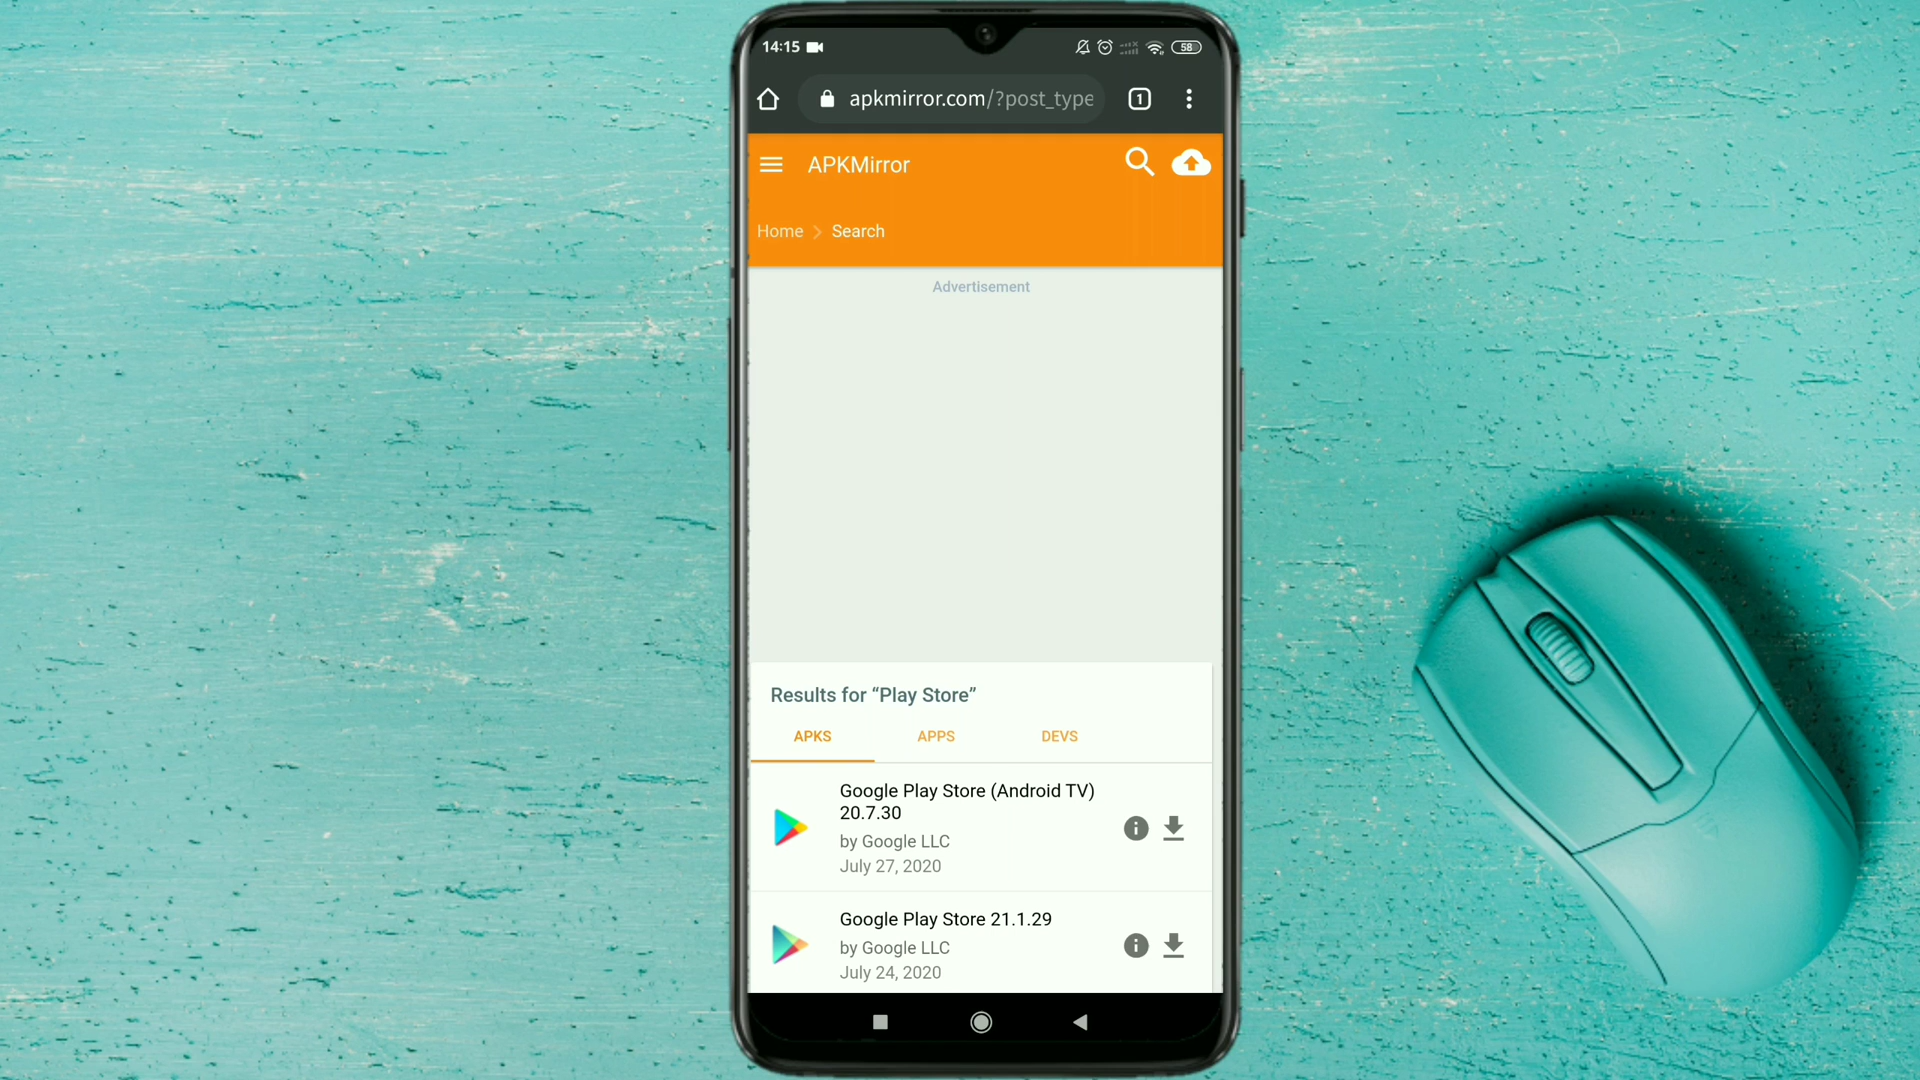 14:15
58
apkmirror.com/?post_type
1
APKMirror
Home
Search
Advertisement
Results for “Play Store”
APKS
APPS
DEVS
Google Play Store (Android TV)
20.7.30
by Google LLC
July 27, 2020
Google Play Store 21.1.29
by Google LLC
July 24, 2020